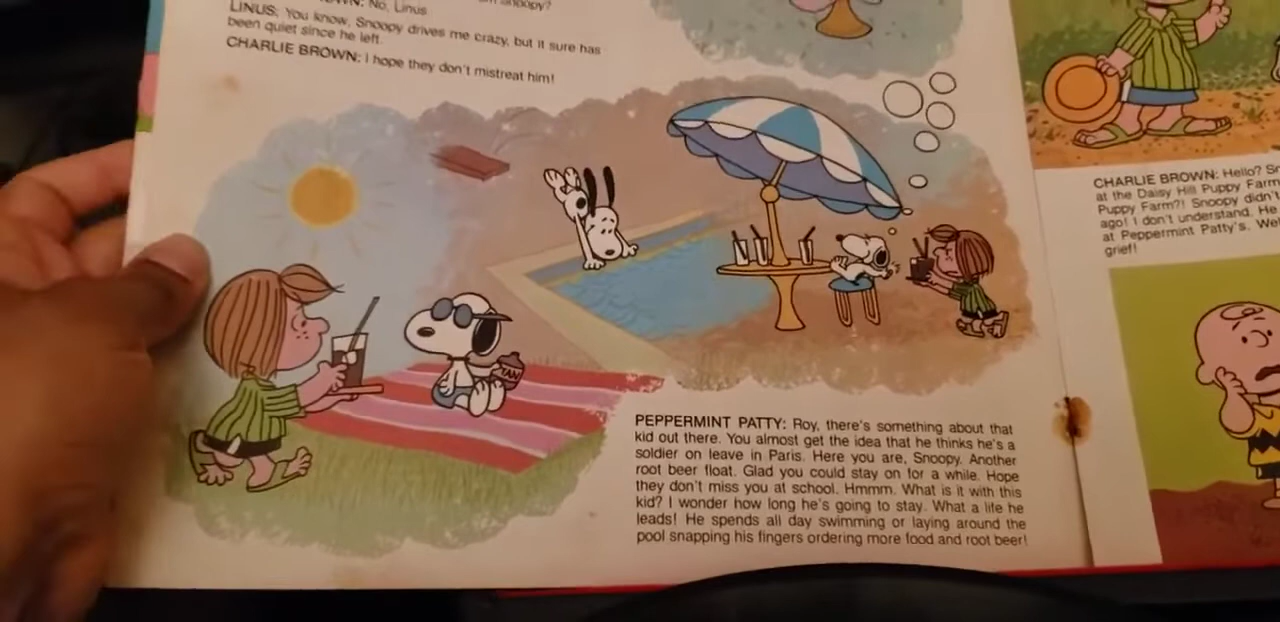 No, Linus
LINUS: You know, Snoopy drives me crazy, but it sure has
been quiet since he left.
CHARLIE BROWN: I hope they don't mistreat him!
TAN
PEPPERMINT PATTY: Roy, there's something about that
kid out there. You almost get the idea that he thinks he's a
soldier on leave in Paris. Here you are, Snoopy. Another
root beer float. Glad you could stay on for a while. Hope
they don't miss you at school. Hmmm. What is it with this
kid? I wonder how long he's going to stay. What a life he
leads! He spends all day swimming or laying around the
pool snapping his fingers ordering more food and root beer!
CHARLIE BROWN: Hello?
at the Daisy Hill Puppy Farm
Puppy Farm?! Snoopy didn't
ago! I don't understand. He
at Peppermint Patty's. We
grief!